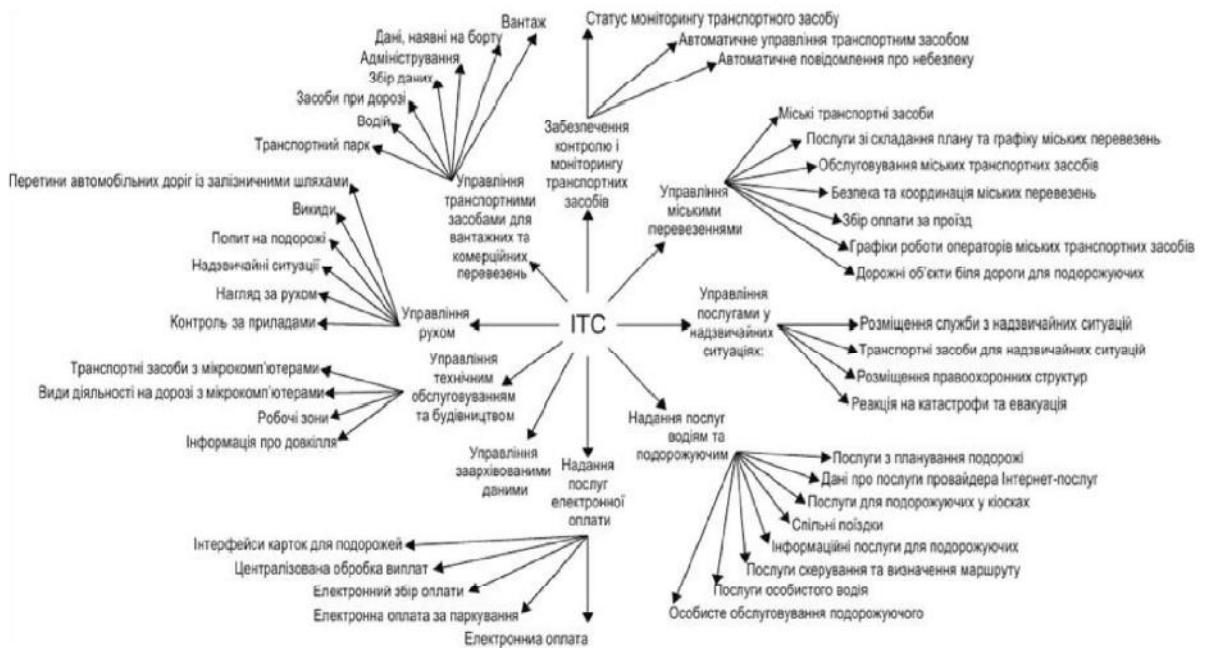 Вантаж
Дані, наявні на борту
Адміністрування
Збір даних
Засоби при дорозі
Водій
Транспортний парк
Управління
транспортними
засобами для
вантажних та
комерційних
перевезень
Статус моніторингу транспортного засобу
Автоматичне управління транспортним засобом
Автоматичне повідомлення про небезпеку
Забезпечення
контролю і
моніторингу
транспортних
засобів
Міські транспортні засоби
Послуги зі складання плану та графіку міських перевезень
Обслуговування міських транспортних засобів
Безпека та координація міських перевезень
Збір оплати за проїзд
Графіки роботи операторів міських транспортних засобів
Дорожні об'єкти біля дороги для подорожуючих
Управління
міськими
перевезеннями
Перетини автомобільних доріг із залізничними шляхами
Викиди
Попит на подорожі
Надзвичайні ситуації
Нагляд за рухом
Контроль за приладами
Управління
рухом
ІТС
Управління
послугами у
надзвичайних
ситуаціях:
Розміщення служби з надзвичайних ситуацій
Транспортні засоби для надзвичайних ситуацій
Розміщення правоохоронних структур
Реакція на катастрофи та евакуація
Транспортні засоби з мікрокомп'ютерами
Види діяльності на дорозі з мікрокомп'ютерами
Робочі зони
Інформація про довкілля
Управління
технічним
обслуговуванням
та будівництвом
Управління
заархівованими
даними
Надання
послуг
електронної
оплати
Надання послуг
водіям та
подорожуючим
Послуги з планування подорожі
Дані про послуги провайдера Інтернет-послуг
Послуги для подорожуючих у кіосках
Спільні поїздки
Інформаційні послуги для подорожуючих
Послуги скерування та визначення маршруту
Послуги особистого водія
Особисте обслуговування подорожуючого
Інтерфейси карток для подорожей
Централізована обробка виплат
Електронний збір оплати
Електронна оплата за паркування
Електронниа оплата